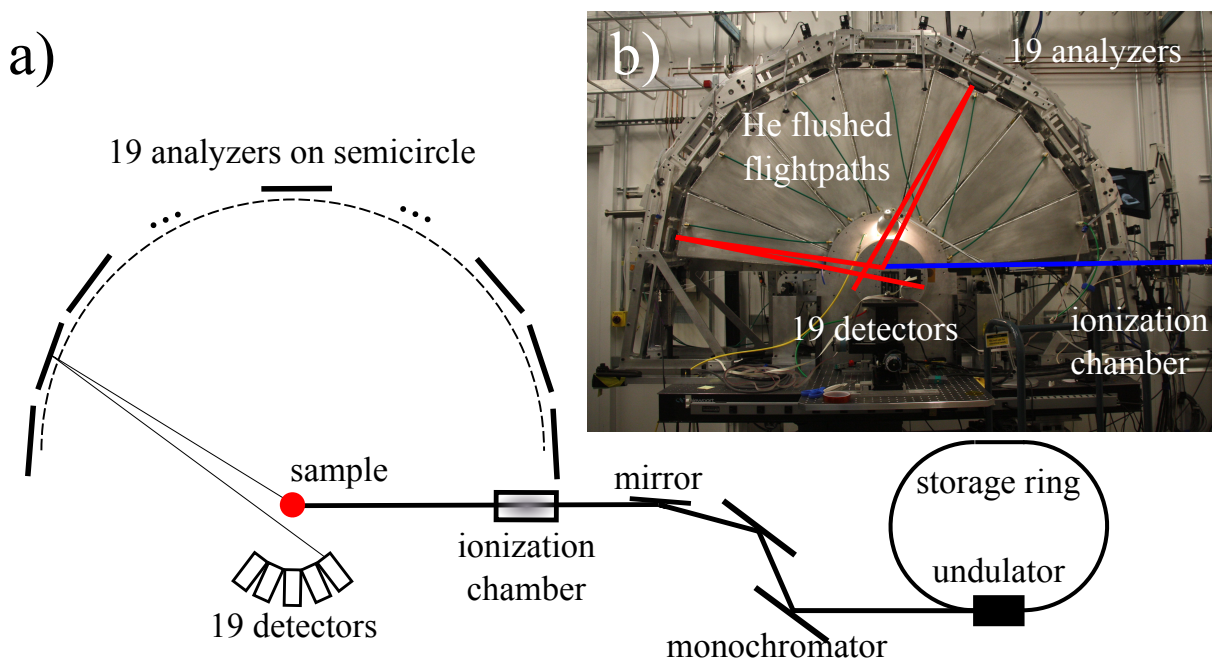 a)
19 analyzers on semicircle
sample
19 detectors
ionization
chamber
mirror
monochromator
storage ring
undulator
b)
19 analyzers
He flushed
flightpaths
19 detectors
ionization
chamber